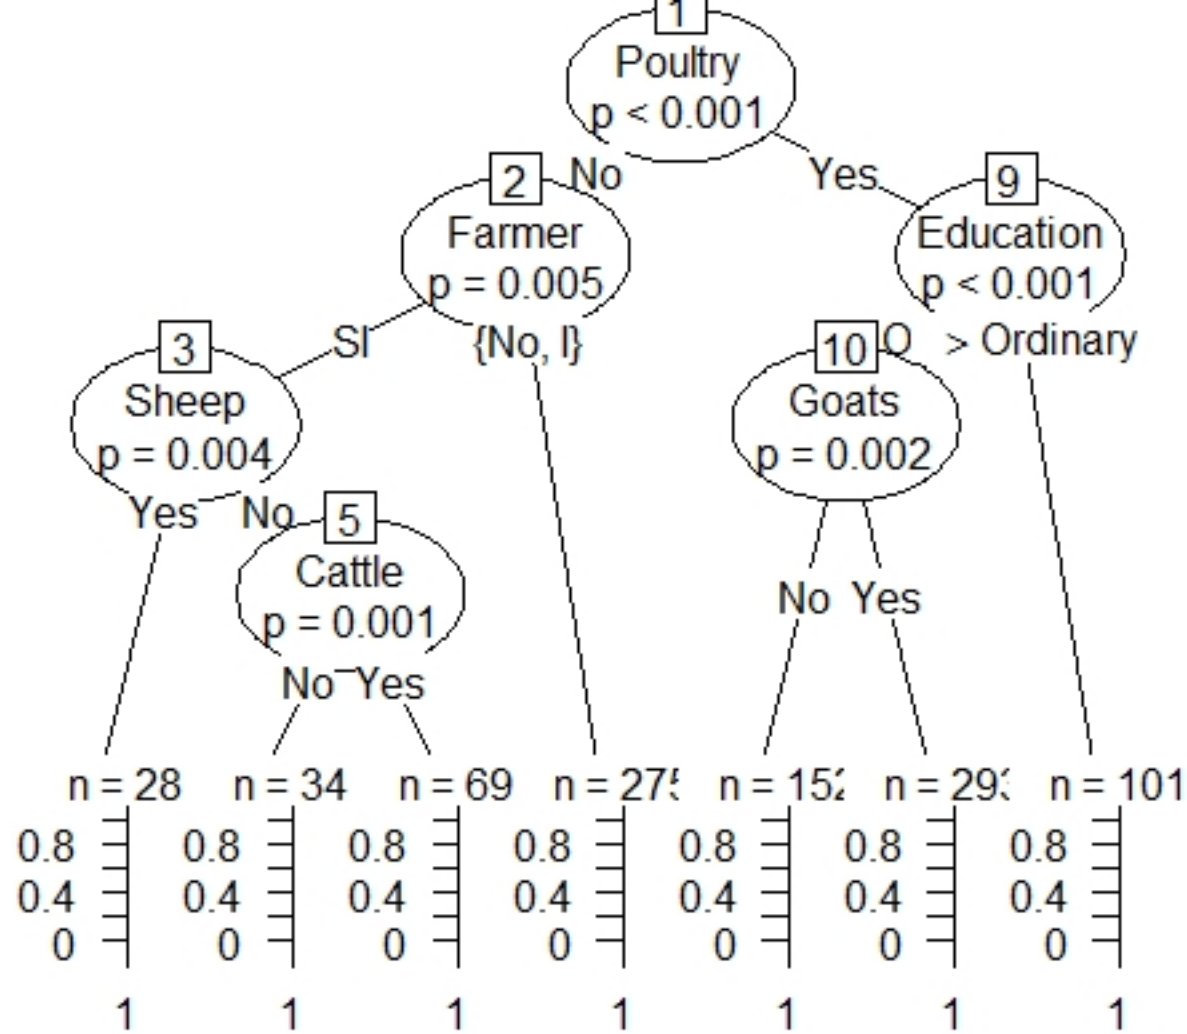 1
Poultry
p < 0.001
No
Yes
2
Farmer
p = 0.005
9
Education
p < 0.001
SI
{No, I}
O
> Ordinary
3
Sheep
p = 0.004
10
Goats
p = 0.002
Yes
No
5
Cattle
p = 0.001
No
Yes
No
Yes
n = 28
n = 34
n = 69
n = 275
n = 152
n = 293
n = 101
0.8 0.8 0.8 0.8 0.8 0.8 0.8
0.4 0.4 0.4 0.4 0.4 0.4 0.4
0 0 0 0 0 0 0
1 1 1 1 1 1 1